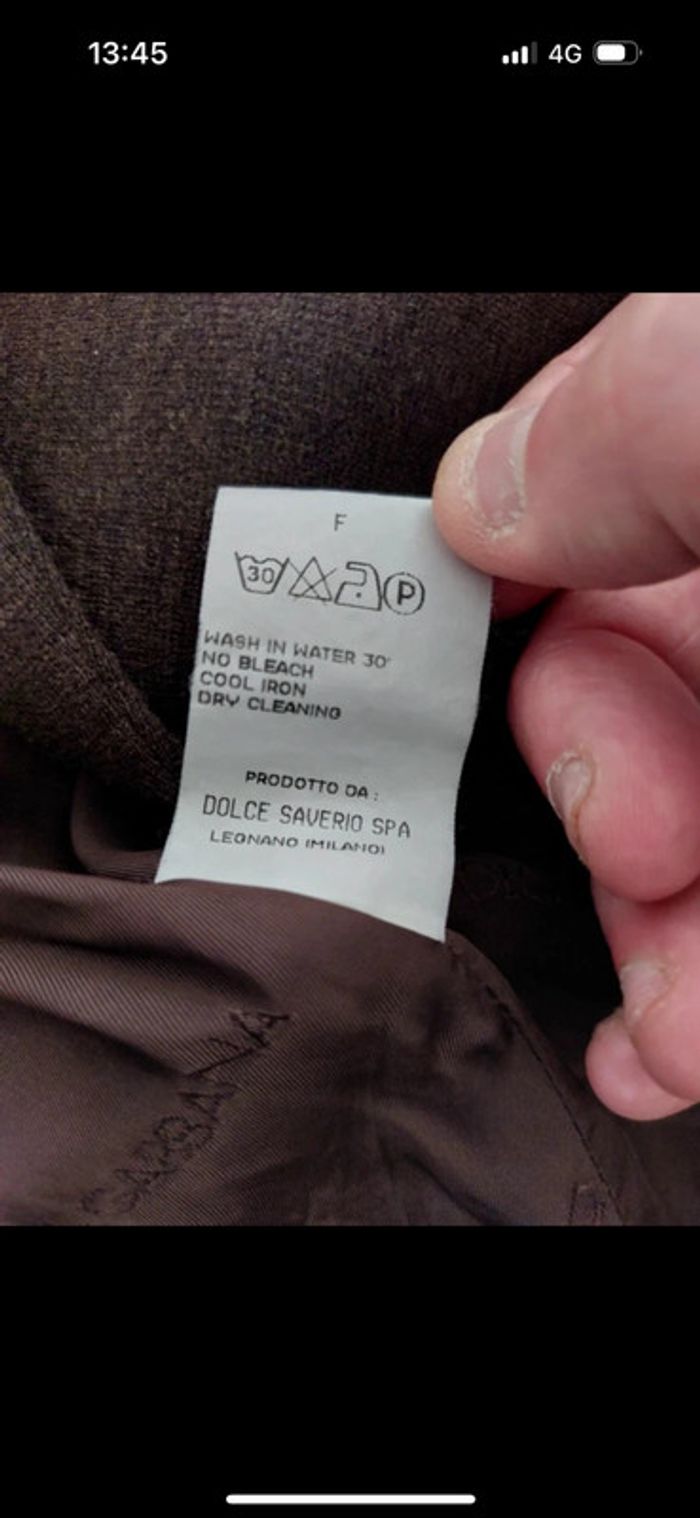 13:45
4G
F
30
P
WASH IN WATER 30°
NO BLEACH
COOL IRON
DRY CLEANING
PRODOTTO DA :
DOLCE SAVERIO SPA
LEGNANO (MILANO)
GABBANA